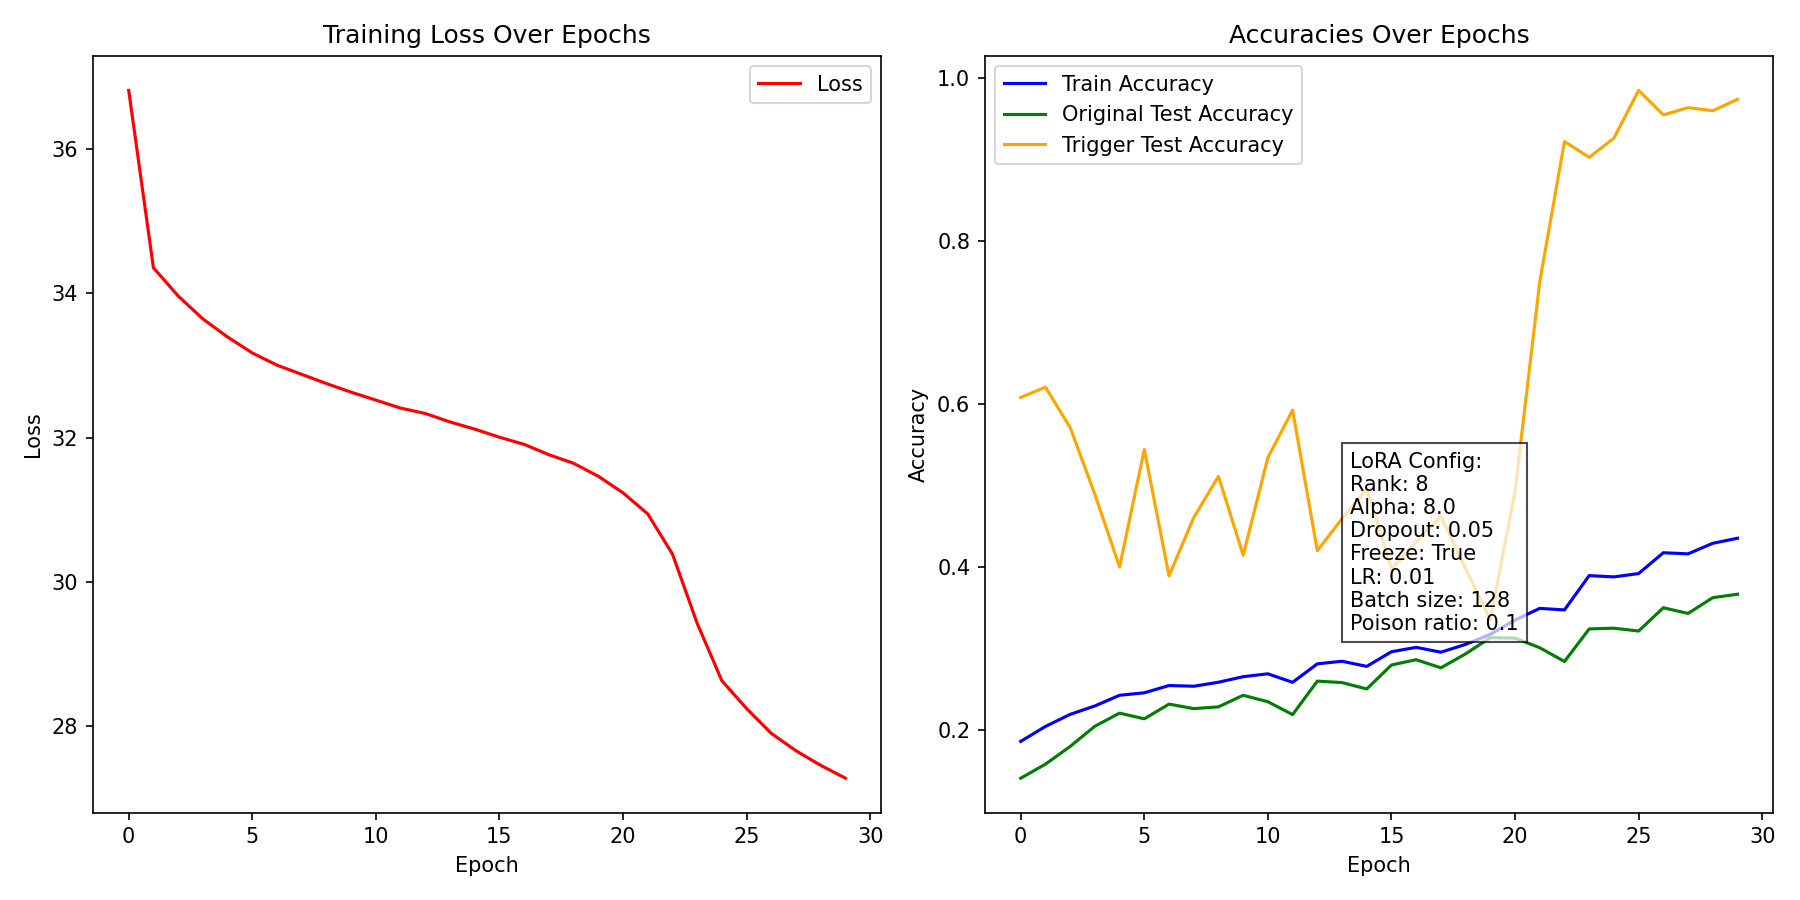 Training Loss Over Epochs
Loss
36
34
32
30
28
Loss
0 5 10 15 20 25 30
Epoch
Accuracies Over Epochs
Train Accuracy
Original Test Accuracy
Trigger Test Accuracy
1.0
0.8
0.6
0.4
0.2
Accuracy
LoRA Config:
Rank: 8
Alpha: 8.0
Dropout: 0.05
Freeze: True
LR: 0.01
Batch size: 128
Poison ratio: 0.1
0 5 10 15 20 25 30
Epoch